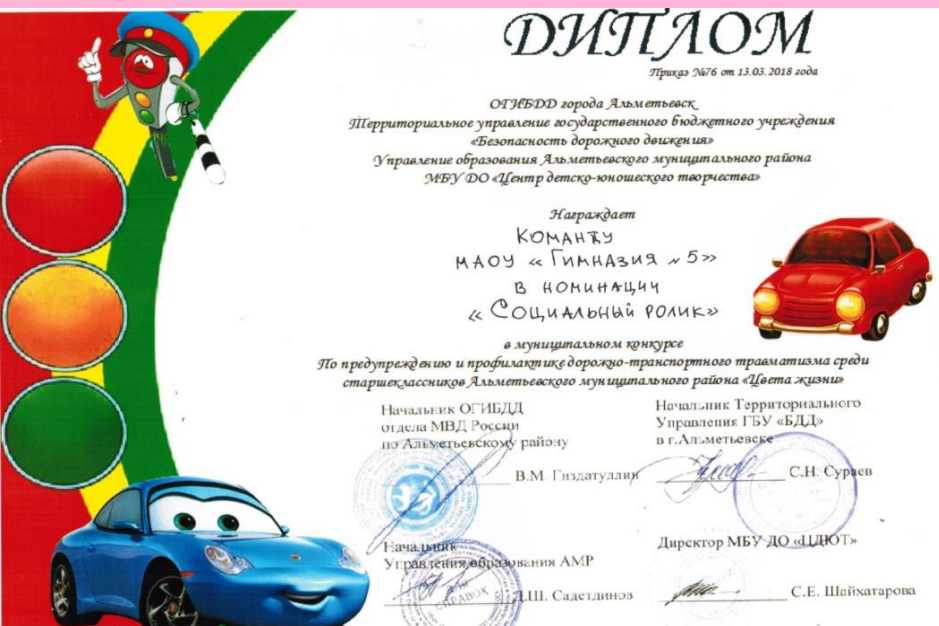 ДИПЛОМ
Приказ №76 от 13.03.2018 года
ОГИБДД города Альметьевск
Территориальное управление государственного бюджетного учреждения
«Безопасность дорожного движения»
Управление образования Альметьевского муниципального района
МБУ ДО «Центр детско-юношеского творчества»
Награждает
Команду
МАОУ «Гимназия №5»
в номинации
«Социальный ролик»
в муниципальном конкурсе
По предупреждению и профилактике дорожно-транспортного травматизма среди
старшеклассников Альметьевского муниципального района «Цвета жизни»
Начальник ОГИБДД
отдела МВД России
по Альметьевскому району
В.М. Гиздатуллин
Начальник Территориального
Управления ГБУ «БДД»
в г.Альметьевске
С.Н. Сураев
Начальник
Управления образования АМР
Д.Ш. Садетдинов
ДЛЯ
СПРАВОК
Директор МБУ ДО «ЦДЮТ»
С.Е. Шайхатарова